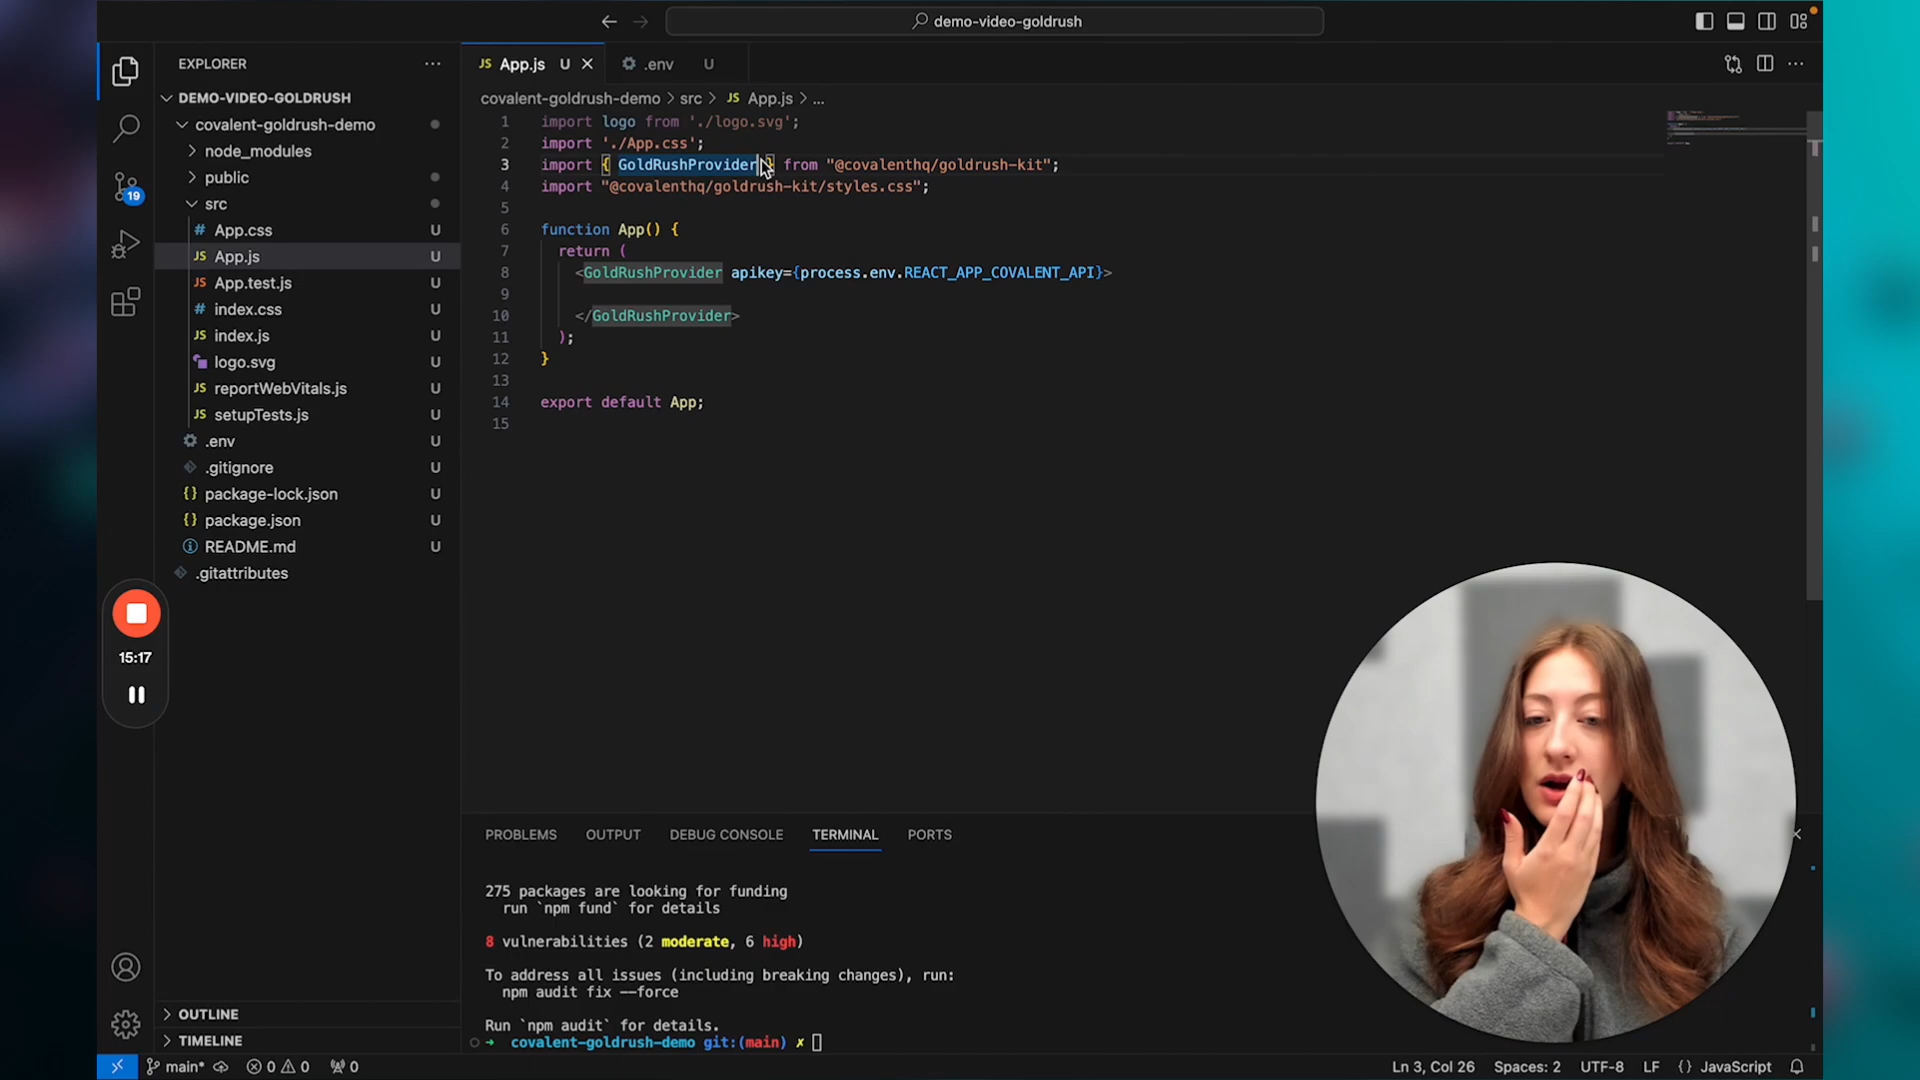 demo-video-goldrush
EXPLORER
DEMO-VIDEO-GOLDRUSH
covalent-goldrush-demo
node_modules
public
src
App.css U
App.js U
App.test.js U
index.css U
index.js U
logo.svg U
reportWebVitals.js U
setupTests.js U
.env U
.gitignore U
package-lock.json U
package.json U
README.md U
.gitattributes
19
15:17
OUTLINE
TIMELINE
JS App.js U
.env U
covalent-goldrush-demo > src > JS App.js > ...
1 import logo from './logo.svg';
2 import './App.css';
3 import { GoldRushProvider } from "@covalenthq/goldrush-kit";
4 import "@covalenthq/goldrush-kit/styles.css";
5
6 function App() {
7 return (
8 <GoldRushProvider apikey={process.env.REACT_APP_COVALENT_API}>
9
10 </GoldRushProvider>
11 );
12 }
13
14 export default App;
15
PROBLEMS OUTPUT DEBUG CONSOLE TERMINAL PORTS
275 packages are looking for funding
run `npm fund` for details
8 vulnerabilities (2 moderate, 6 high)
To address all issues (including breaking changes), run:
npm audit fix --force
Run `npm audit` for details.
➜ covalent-goldrush-demo git:(main) ✗
main* 0 0 0
Ln 3, Col 26 Spaces: 2 UTF-8 LF {} JavaScript